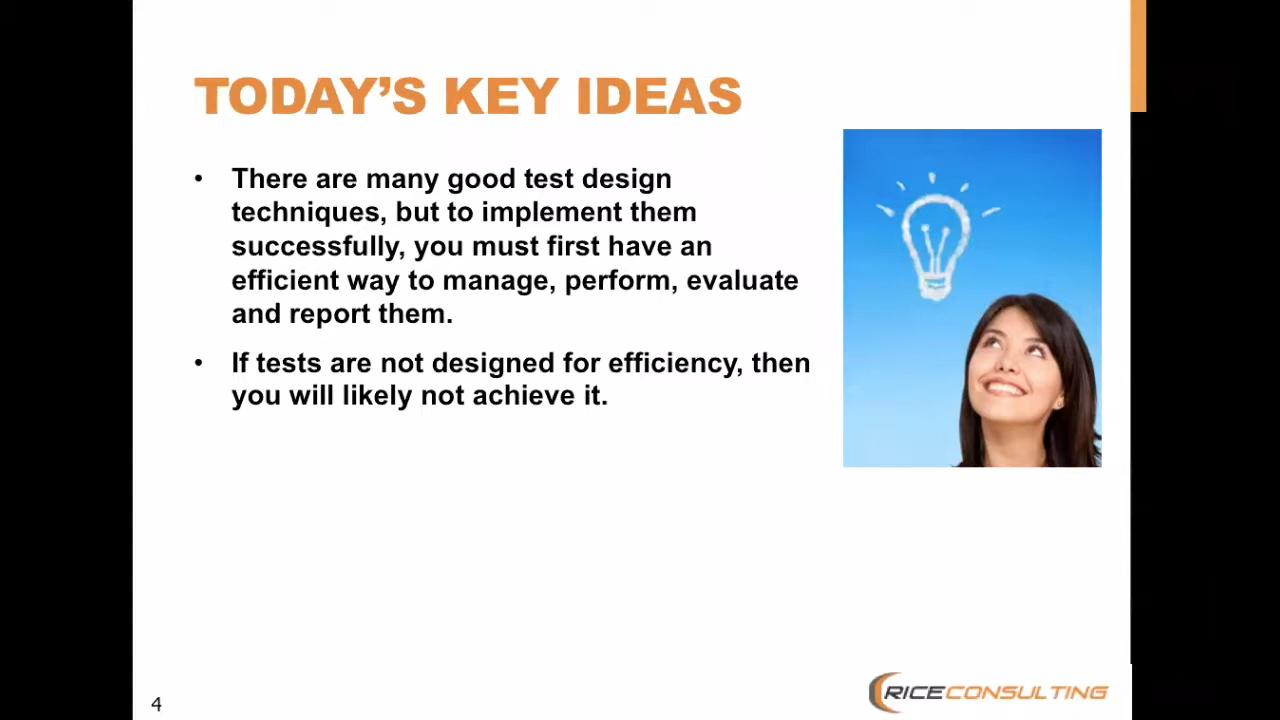 TODAY’S KEY IDEAS
• There are many good test design
techniques, but to implement them
successfully, you must first have an
efficient way to manage, perform, evaluate
and report them.
• If tests are not designed for efficiency, then
you will likely not achieve it.
4
RICECONSULTING